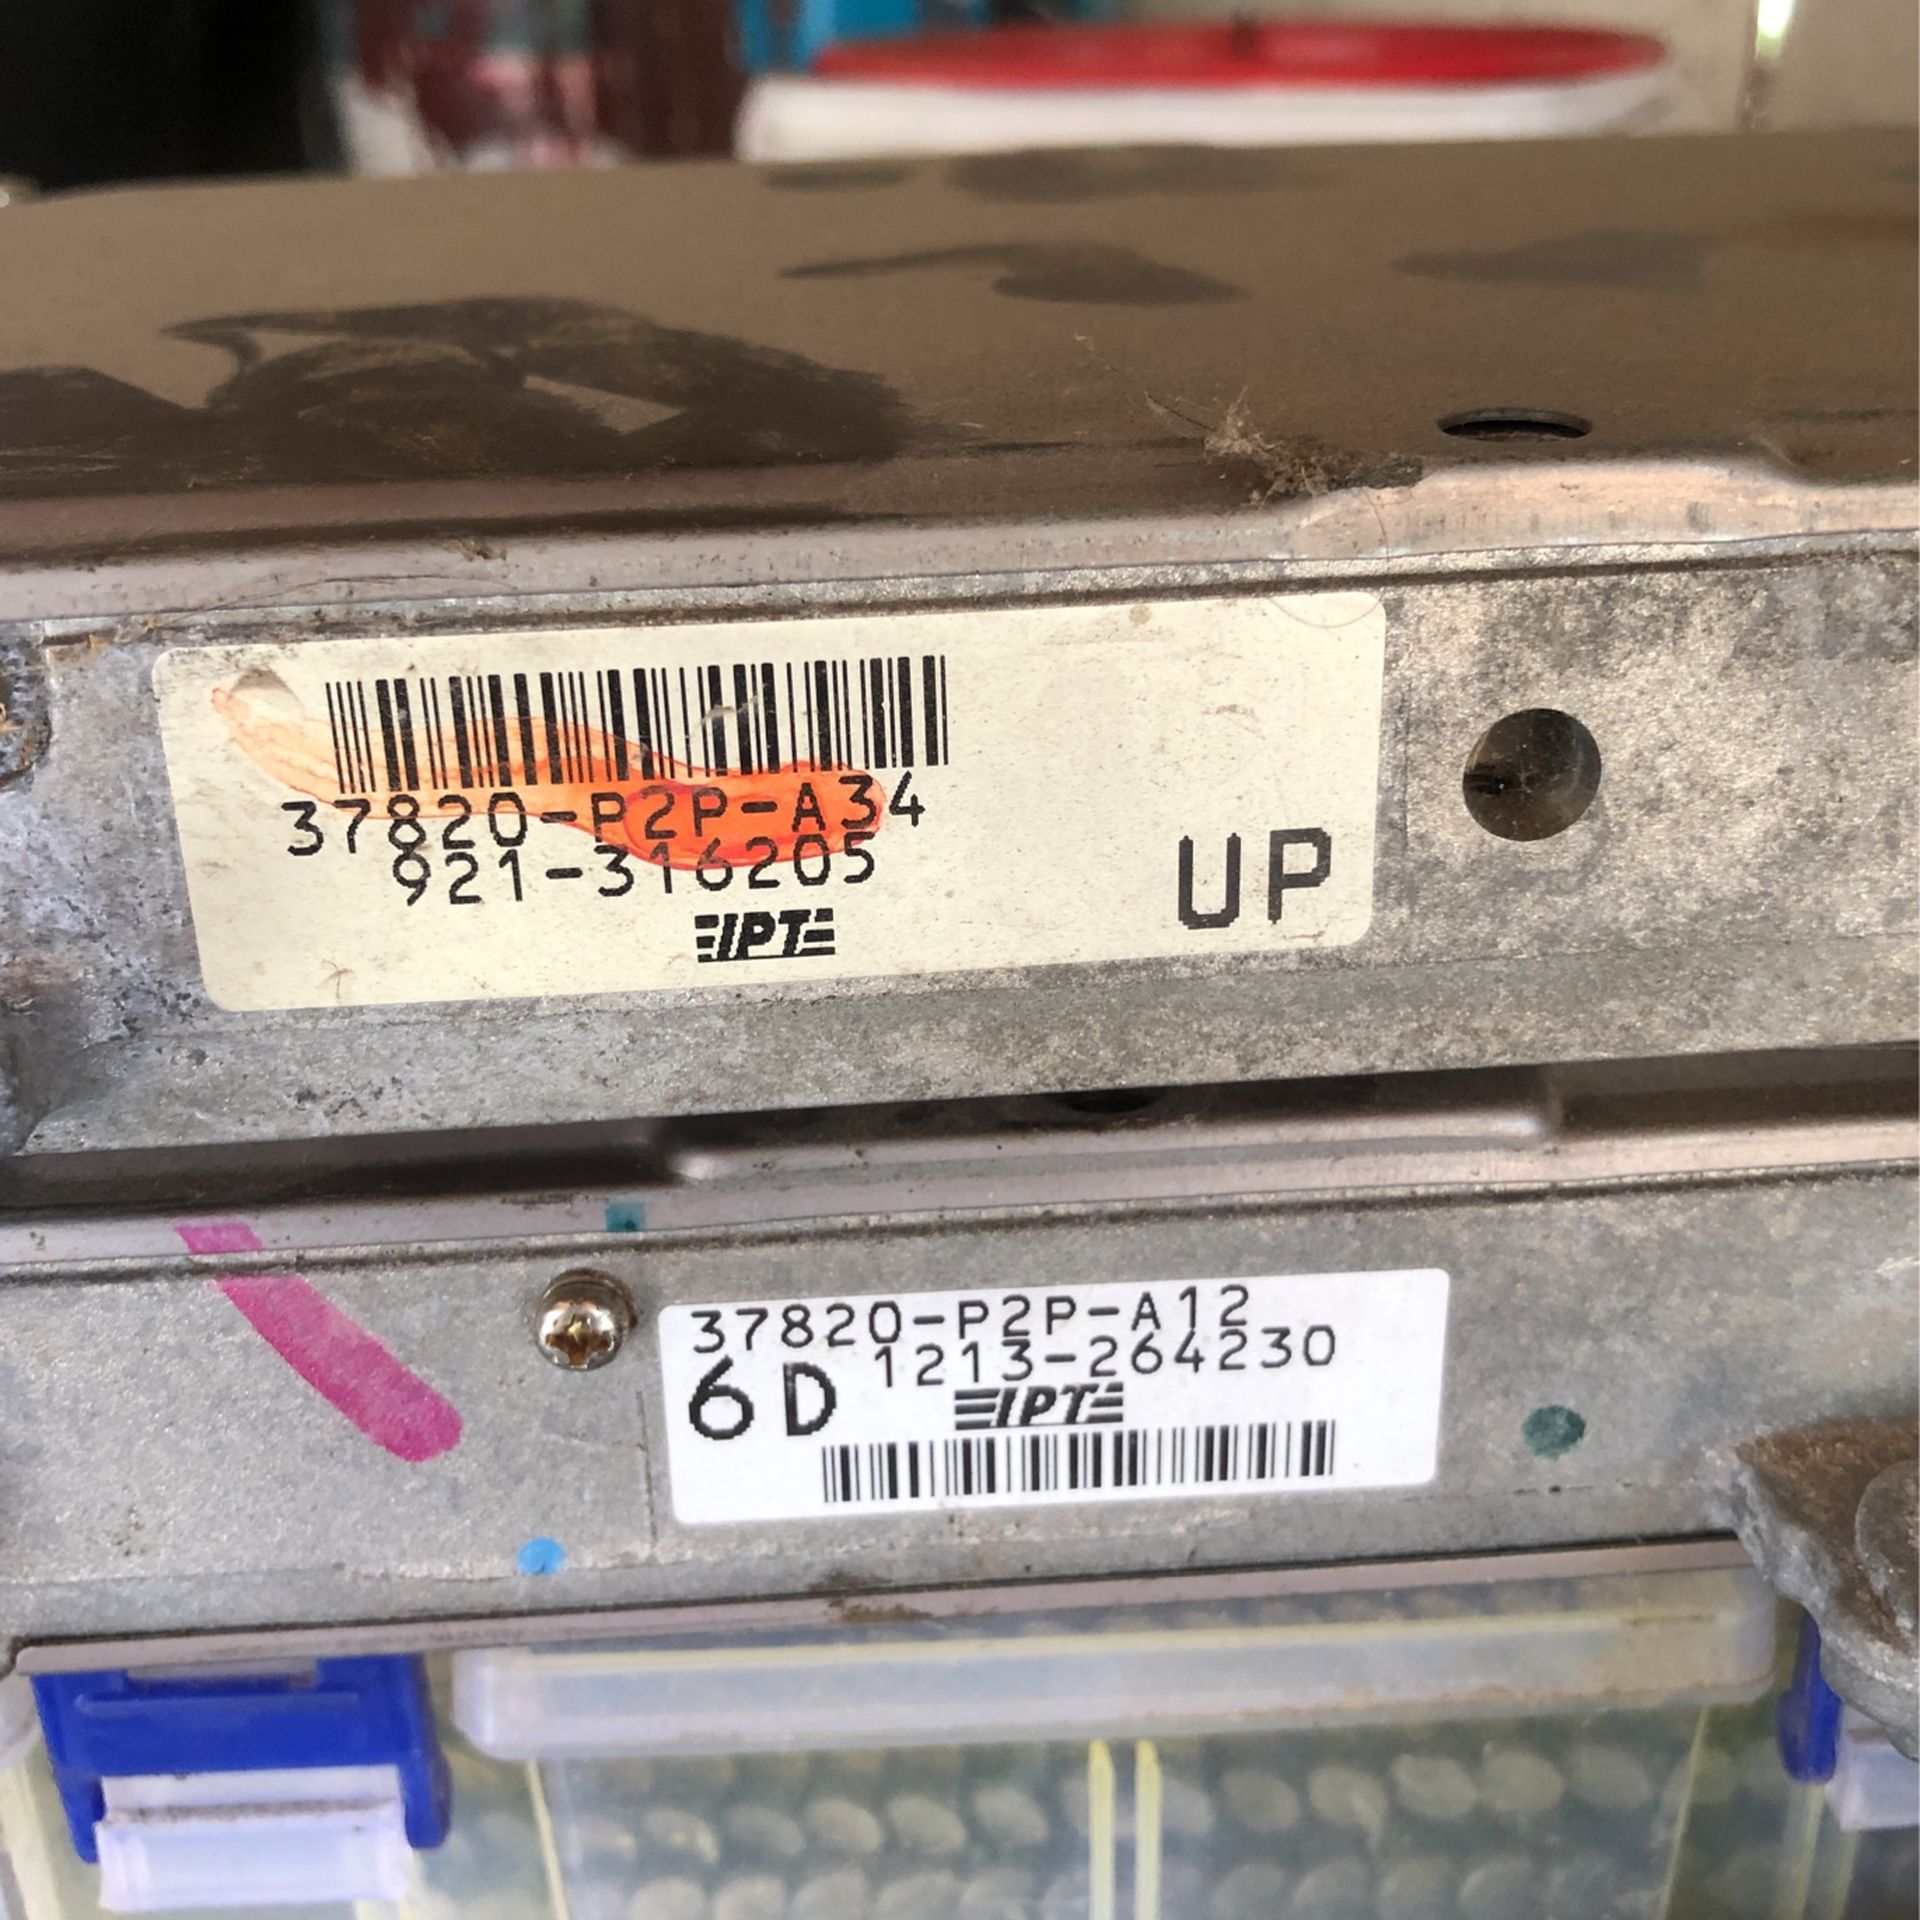 37820-P2P-A34
921-316205
IPT
UP
37820-P2P-A12
6D 1213-264230
IPT